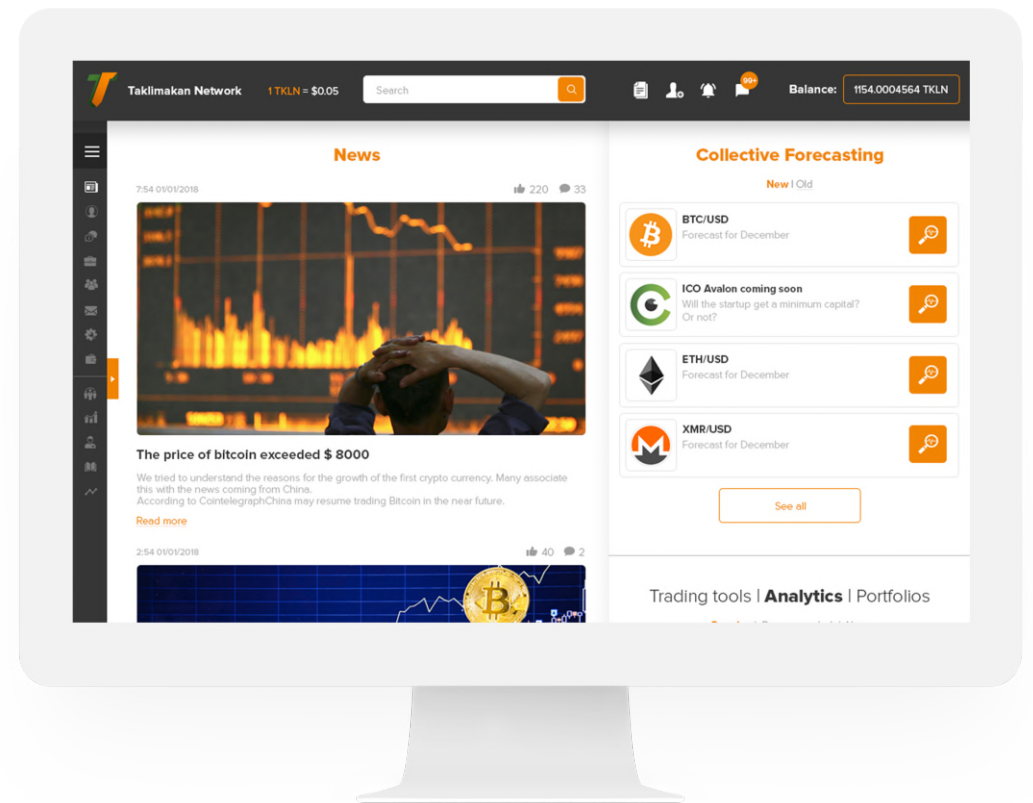 Taklimakan Network
1 TKLN = $0.05
Search
99+
Balance:
1154.0004564 TKLN
News
7:54 01/01/2018
220
33
The price of bitcoin exceeded $ 8000
We tried to understand the reasons for the growth of the first crypto currency. Many associate
this with the news coming from China.
According to CointelegraphChina may resume trading Bitcoin in the near future.
Read more
2:54 01/01/2018
40
2
Collective Forecasting
New | Old
BTC/USD
Forecast for December
ICO Avalon coming soon
Will the startup get a minimum capital?
Or not?
ETH/USD
Forecast for December
XMR/USD
Forecast for December
See all
Trading tools | Analytics | Portfolios